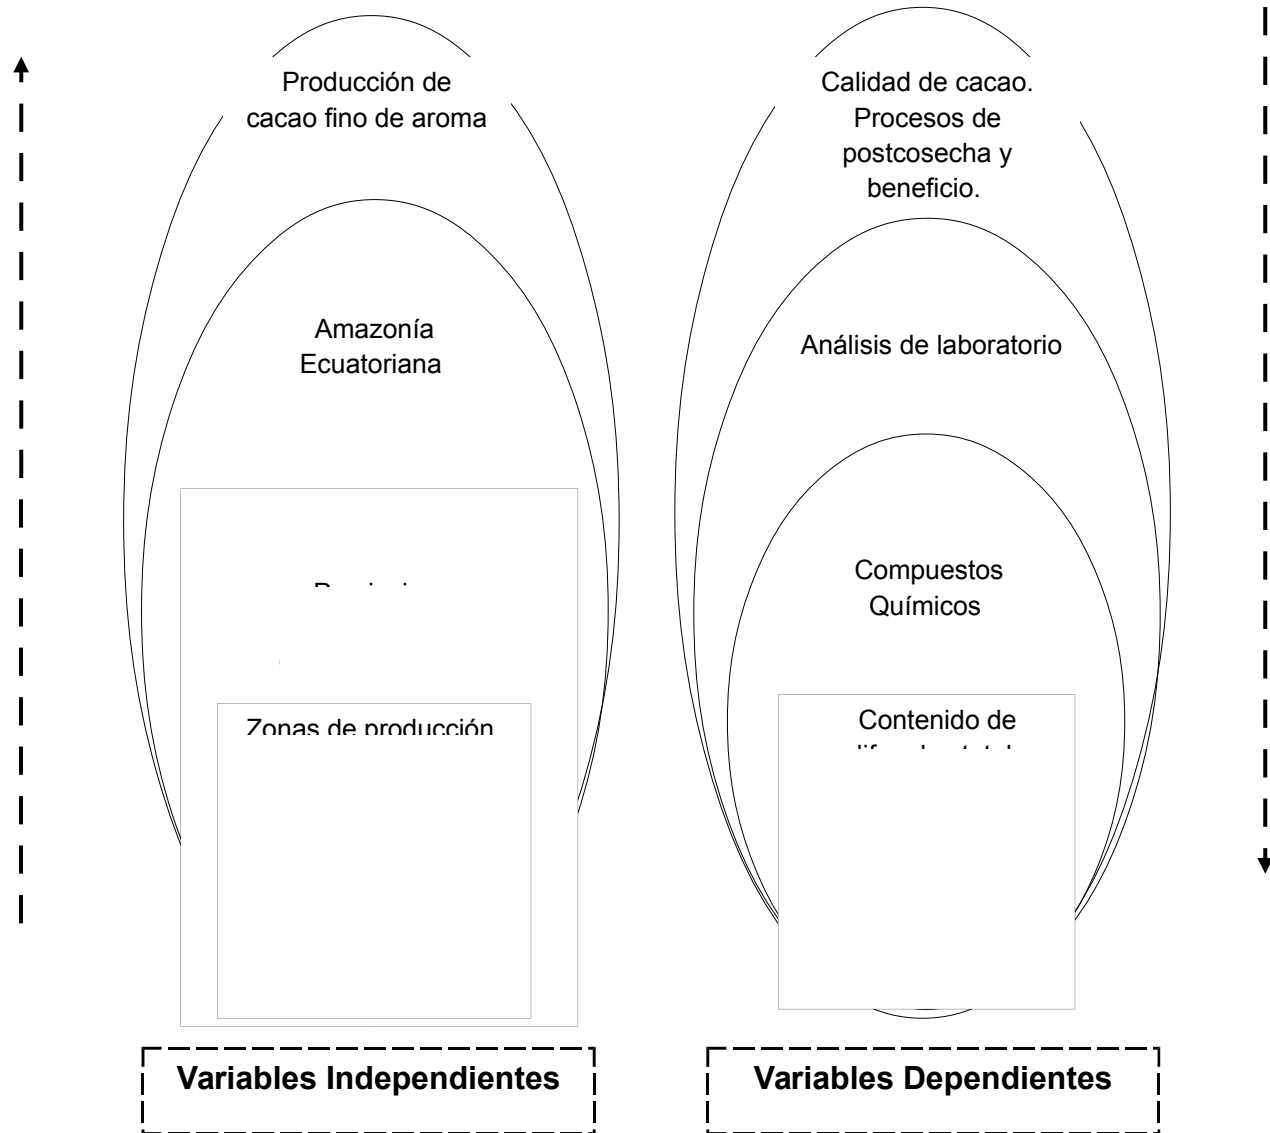 Producción de
cacao fino de aroma
Amazonía
Ecuatoriana
Zonas de producción
Variables Independientes
Calidad de cacao.
Procesos de
postcosecha y
beneficio.
Análisis de laboratorio
Compuestos
Químicos
Contenido de
Variables Dependientes